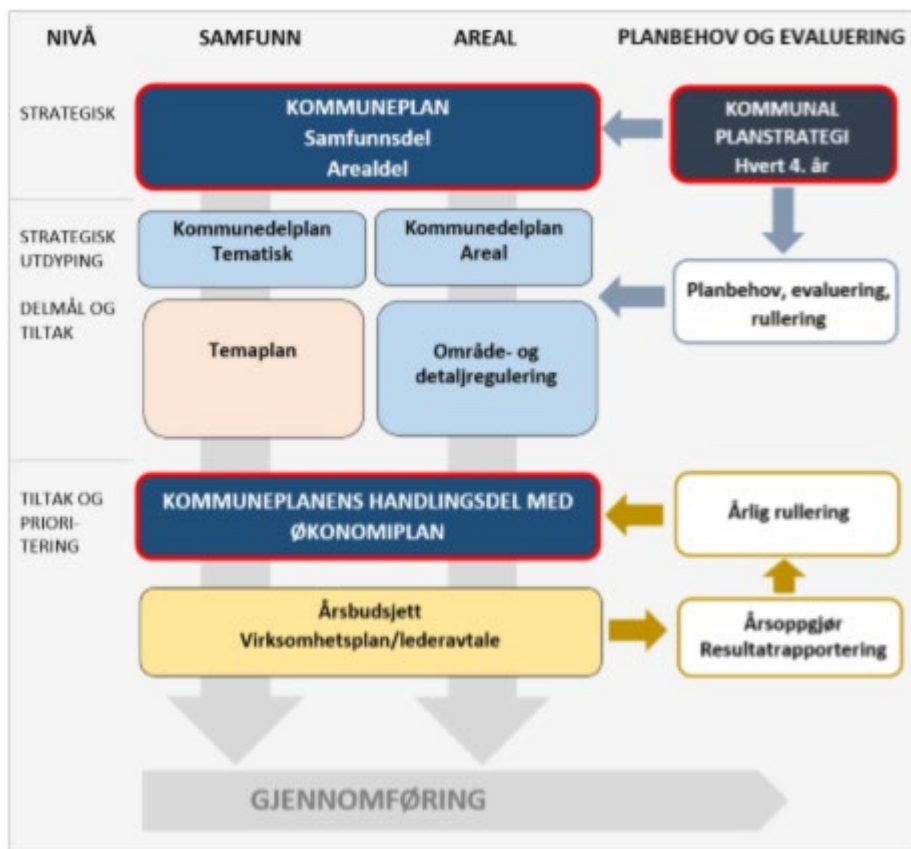 NIVÅ
SAMFUNN
AREAL
PLANBEHOV OG EVALUERING
STRATEGISK
KOMMUNEPLAN
Samfunnsdel
Arealdel
KOMMUNAL
PLANSTRATEGI
Hvert 4. år
STRATEGISK
UTDYPING
Kommunedelplan
Tematisk
Kommunedelplan
Areal
Planbehov, evaluering,
rullering
DELMÅL OG
TILTAK
Temaplan
Område- og
detaljregulering
TILTAK OG
PRIORI-
TERING
KOMMUNEPLANENS HANDLINGSDEL MED
ØKONOMIPLAN
Årlig rullering
Årsbudsjett
Virksomhetsplan/lederavtale
Årsoppgjør
Resultatrapportering
GJENNOMFØRING